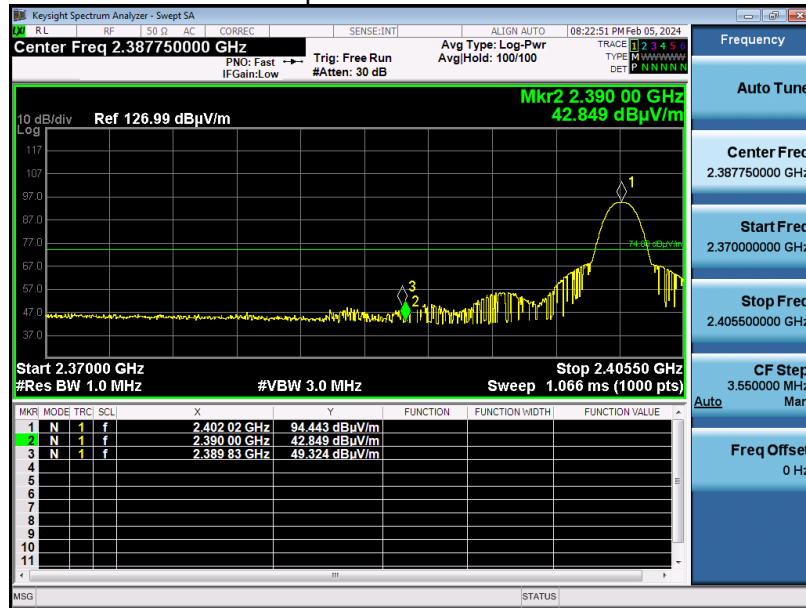 Keysight Spectrum Analyzer - Swept SA
RL RF 50 Ω AC CORREC SENSE:INT ALIGN AUTO 08:22:51 PM Feb 05, 2024
Center Freq 2.387750000 GHz
PNO: Fast
IFGain:Low
Trig: Free Run
#Atten: 30 dB
Avg Type: Log-Pwr
Avg|Hold: 100/100
TRACE 1 2 3 4 5 6
TYPE M WWWWW
DET P N N N N N
Frequency
Auto Tune
Center Freq
2.387750000 GHz
Start Freq
2.370000000 GHz
Stop Freq
2.405500000 GHz
CF Step
3.550000 MHz
Auto Man
Freq Offset
0 Hz
Mkr2 2.390 00 GHz
42.849 dBµV/m
10 dB/div Ref 126.99 dBµV/m
Log
117
107
97.0
87.0
77.0
67.0
57.0
47.0
37.0
1
3
2
74.00 dBµV/m
Start 2.37000 GHz Stop 2.40550 GHz
#Res BW 1.0 MHz #VBW 3.0 MHz Sweep 1.066 ms (1000 pts)
MKR MODE TRC SCL X Y FUNCTION FUNCTION WIDTH FUNCTION VALUE
1 N 1 f 2.402 02 GHz 94.443 dBµV/m
2 N 1 f 2.390 00 GHz 42.849 dBµV/m
3 N 1 f 2.389 83 GHz 49.324 dBµV/m
4
5
6
7
8
9
10
11
MSG STATUS